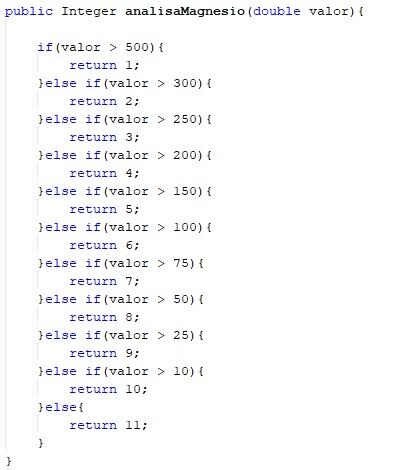 public Integer analisaMagnesio(double valor){
if(valor > 500){
return 1;
}else if(valor > 300){
return 2;
}else if(valor > 250){
return 3;
}else if(valor > 200){
return 4;
}else if(valor > 150){
return 5;
}else if(valor > 100){
return 6;
}else if(valor > 75){
return 7;
}else if(valor > 50){
return 8;
}else if(valor > 25){
return 9;
}else if(valor > 10){
return 10;
}else{
return 11;
}
}